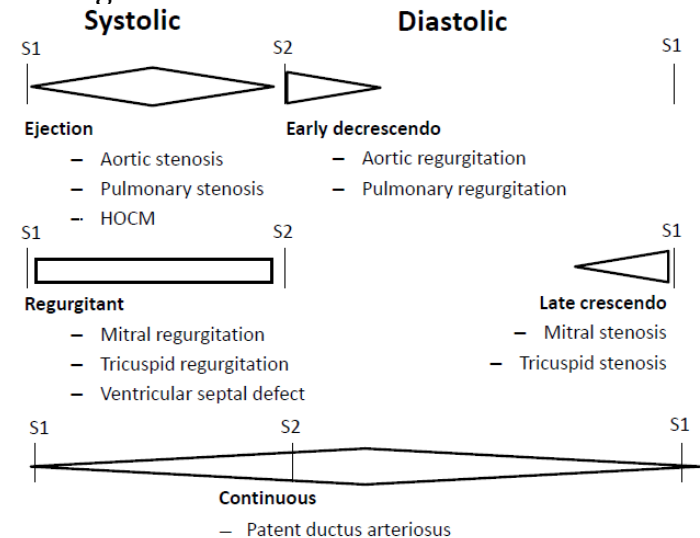 Systolic Diastolic
S1 S2 S1
Ejection Early decrescendo
– Aortic stenosis – Aortic regurgitation
– Pulmonary stenosis – Pulmonary regurgitation
-- HOCM
S1 S2 S1
Regurgitant Late crescendo
– Mitral regurgitation – Mitral stenosis
– Tricuspid regurgitation – Tricuspid stenosis
– Ventricular septal defect
S1 S2 S1
Continuous
– Patent ductus arteriosus